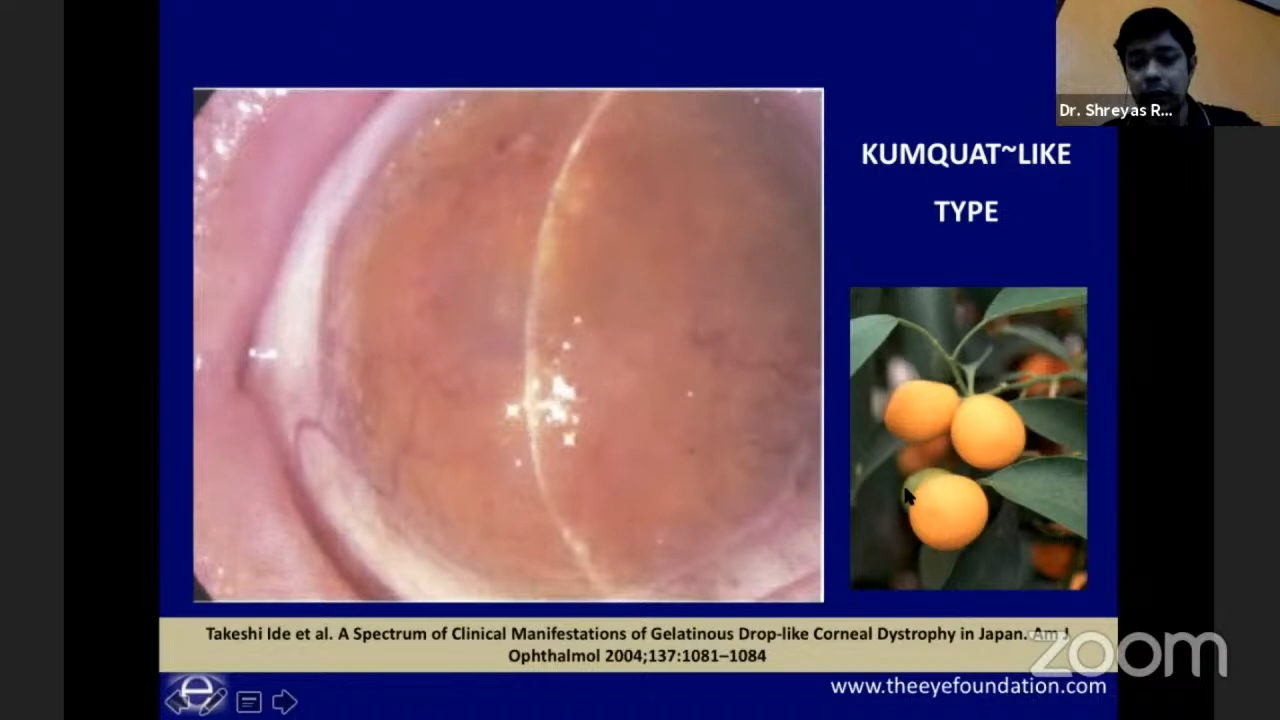 Dr. Shreyas R...
KUMQUAT~LIKE
TYPE
Takeshi Ide et al. A Spectrum of Clinical Manifestations of Gelatinous Drop-like Corneal Dystrophy in Japan. Am J
Ophthalmol 2004;137:1081–1084
zoom
www.theeyefoundation.com